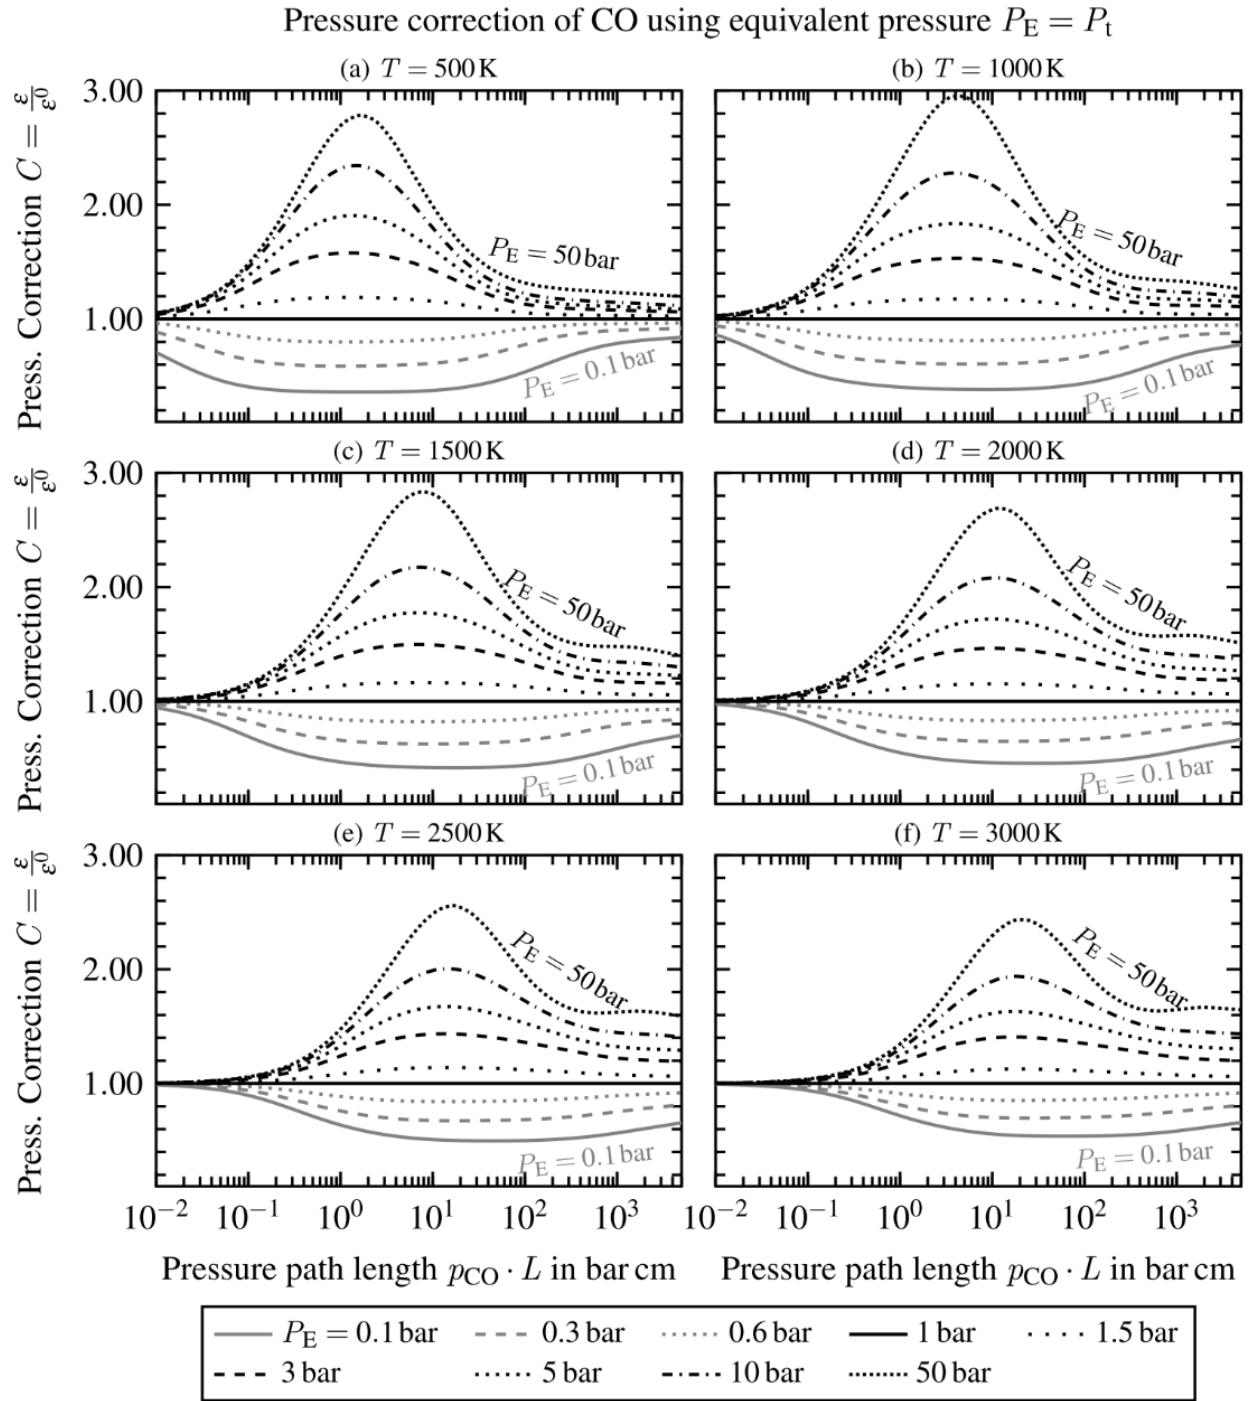 Pressure correction of CO using equivalent pressure P_E = P_t
(a) T = 500 K
(b) T = 1000 K
Press. Correction C = ε/ε⁰
3.00
2.00
1.00
P_E = 50 bar
P_E = 0.1 bar
P_E = 50 bar
P_E = 0.1 bar
(c) T = 1500 K
(d) T = 2000 K
Press. Correction C = ε/ε⁰
3.00
2.00
1.00
P_E = 50 bar
P_E = 0.1 bar
P_E = 50 bar
P_E = 0.1 bar
(e) T = 2500 K
(f) T = 3000 K
Press. Correction C = ε/ε⁰
3.00
2.00
1.00
P_E = 50 bar
P_E = 0.1 bar
P_E = 50 bar
P_E = 0.1 bar
10⁻² 10⁻¹ 10⁰ 10¹ 10² 10³
10⁻² 10⁻¹ 10⁰ 10¹ 10² 10³
Pressure path length p_CO · L in bar cm
Pressure path length p_CO · L in bar cm
P_E = 0.1 bar 0.3 bar 0.6 bar 1 bar 1.5 bar
3 bar 5 bar 10 bar 50 bar